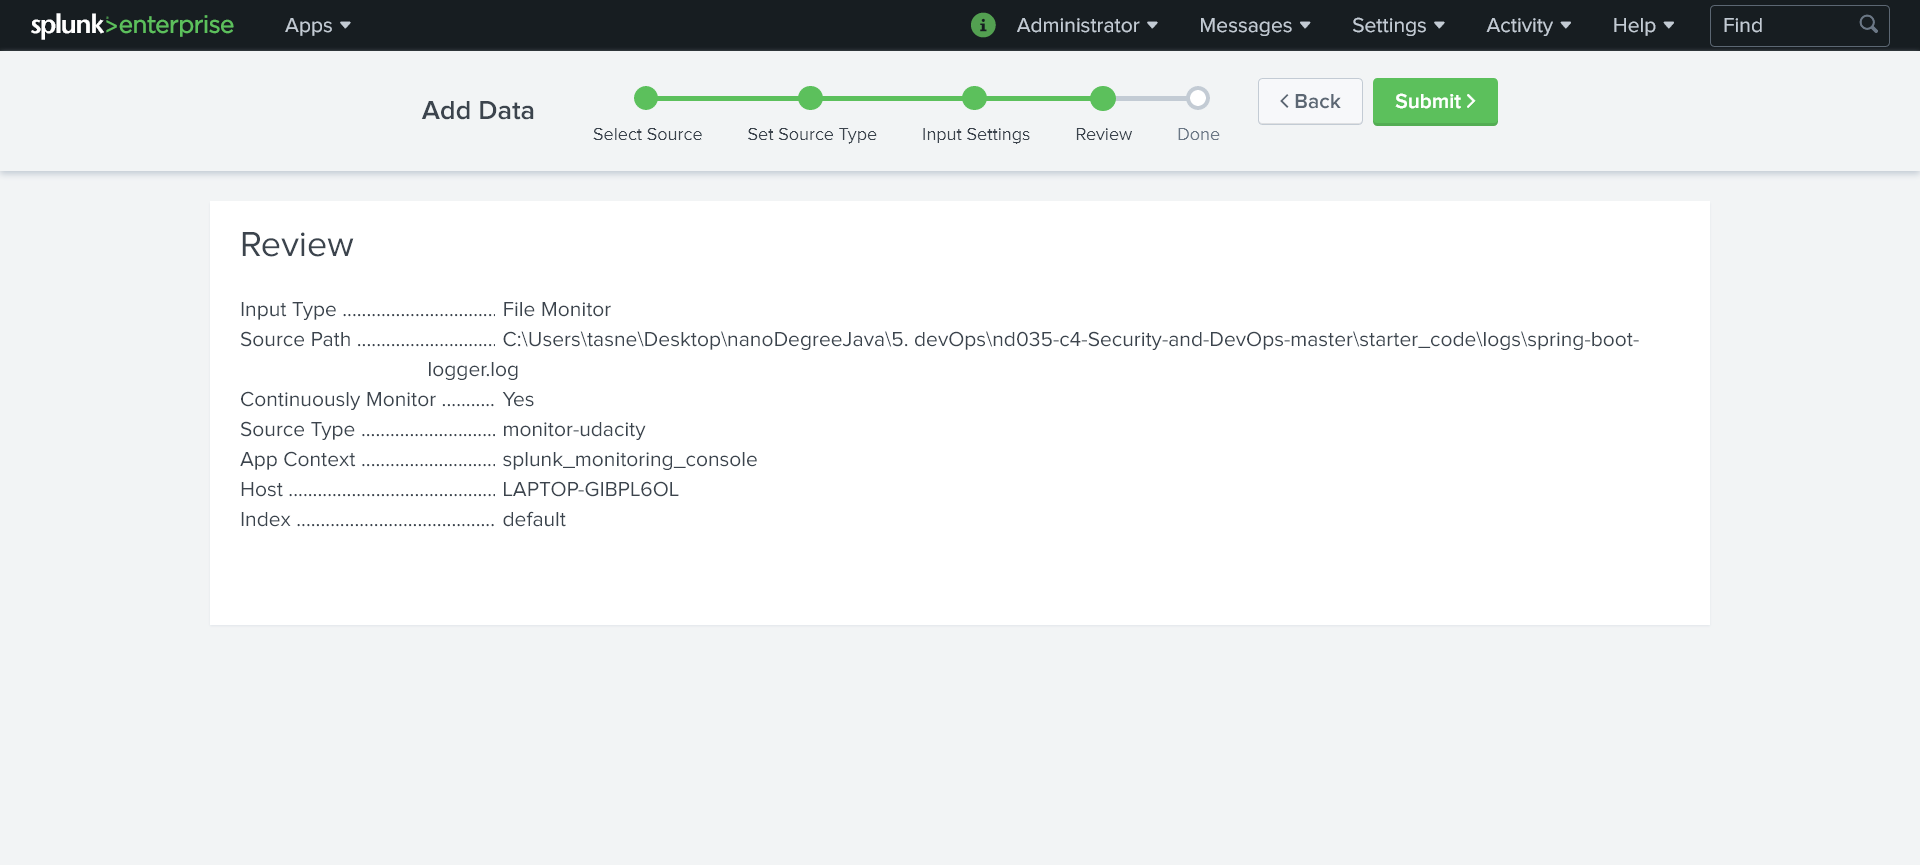 splunk>enterprise Apps Administrator Messages Settings Activity Help Find
Add Data
Select Source Set Source Type Input Settings Review Done
< Back Submit >
Review
Input Type ............................... File Monitor
Source Path ............................ C:\Users\tasne\Desktop\nanoDegreeJava\5. devOps\nd035-c4-Security-and-DevOps-master\starter_code\logs\spring-boot-
logger.log
Continuously Monitor ........... Yes
Source Type ........................... monitor-udacity
App Context ........................... splunk_monitoring_console
Host .......................................... LAPTOP-GIBPL6OL
Index ........................................ default